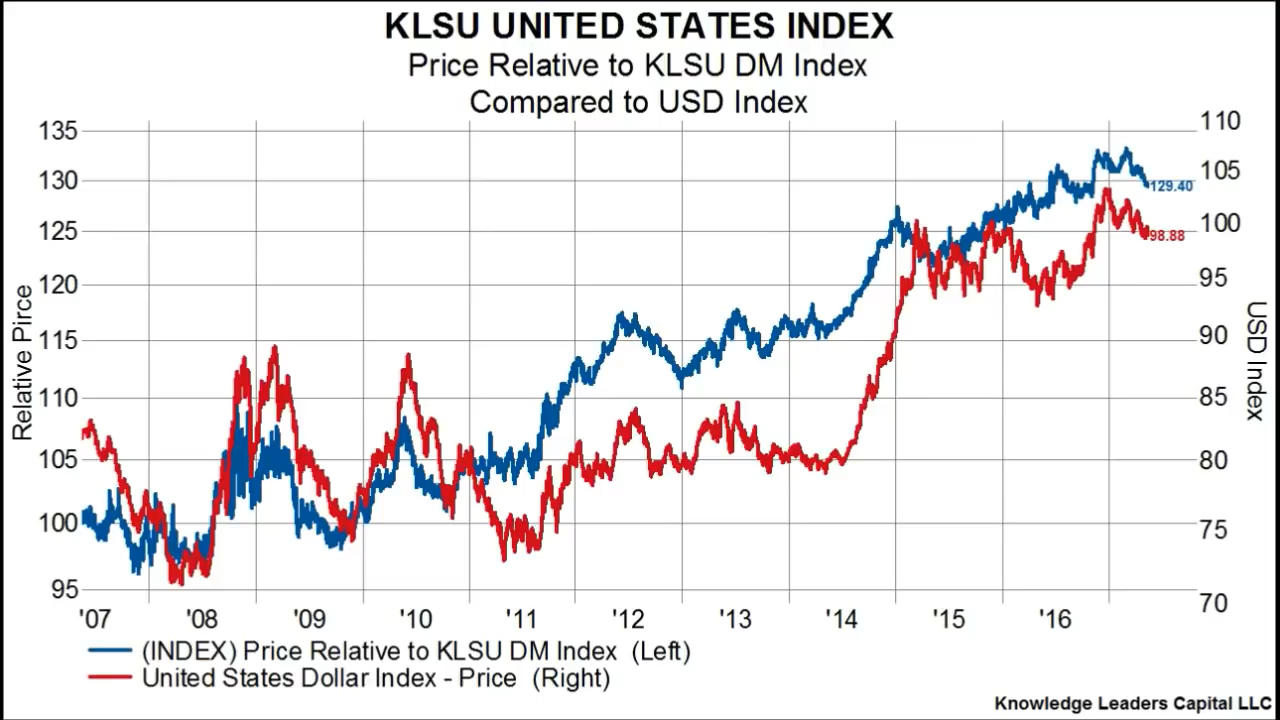 KLSU UNITED STATES INDEX
Price Relative to KLSU DM Index
Compared to USD Index
135
130
125
120
115
110
105
100
95
Relative Pirce
110
105
100
95
90
85
80
75
70
USD Index
129.40
98.88
'07 '08 '09 '10 '11 '12 '13 '14 '15 '16
(INDEX) Price Relative to KLSU DM Index (Left)
United States Dollar Index - Price (Right)
Knowledge Leaders Capital LLC